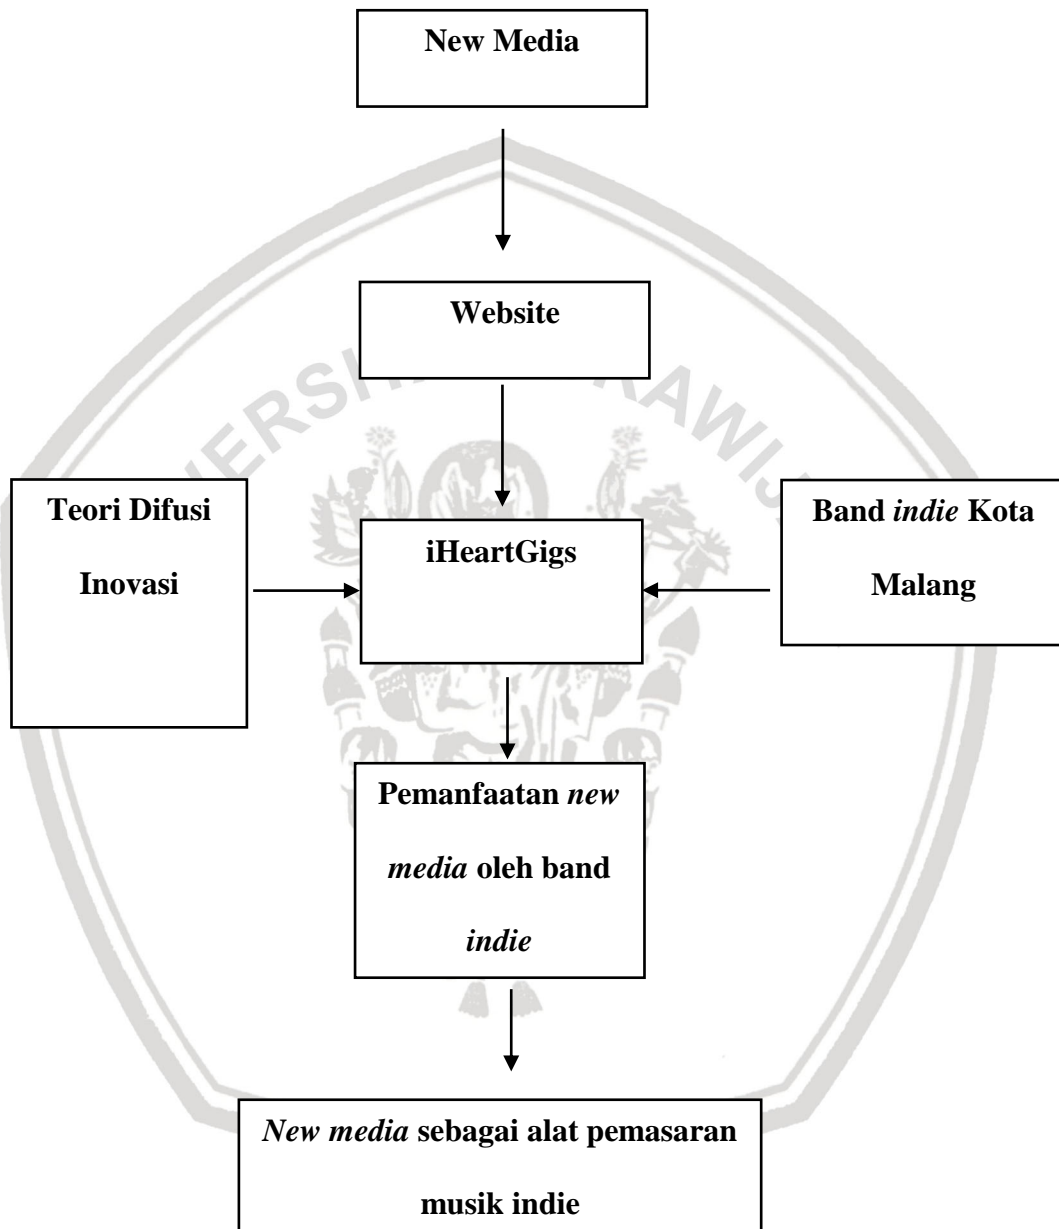 New Media
Website
Teori Difusi
Inovasi
iHeartGigs
Band indie Kota
Malang
Pemanfaatan new
media oleh band
indie
New media sebagai alat pemasaran
musik indie